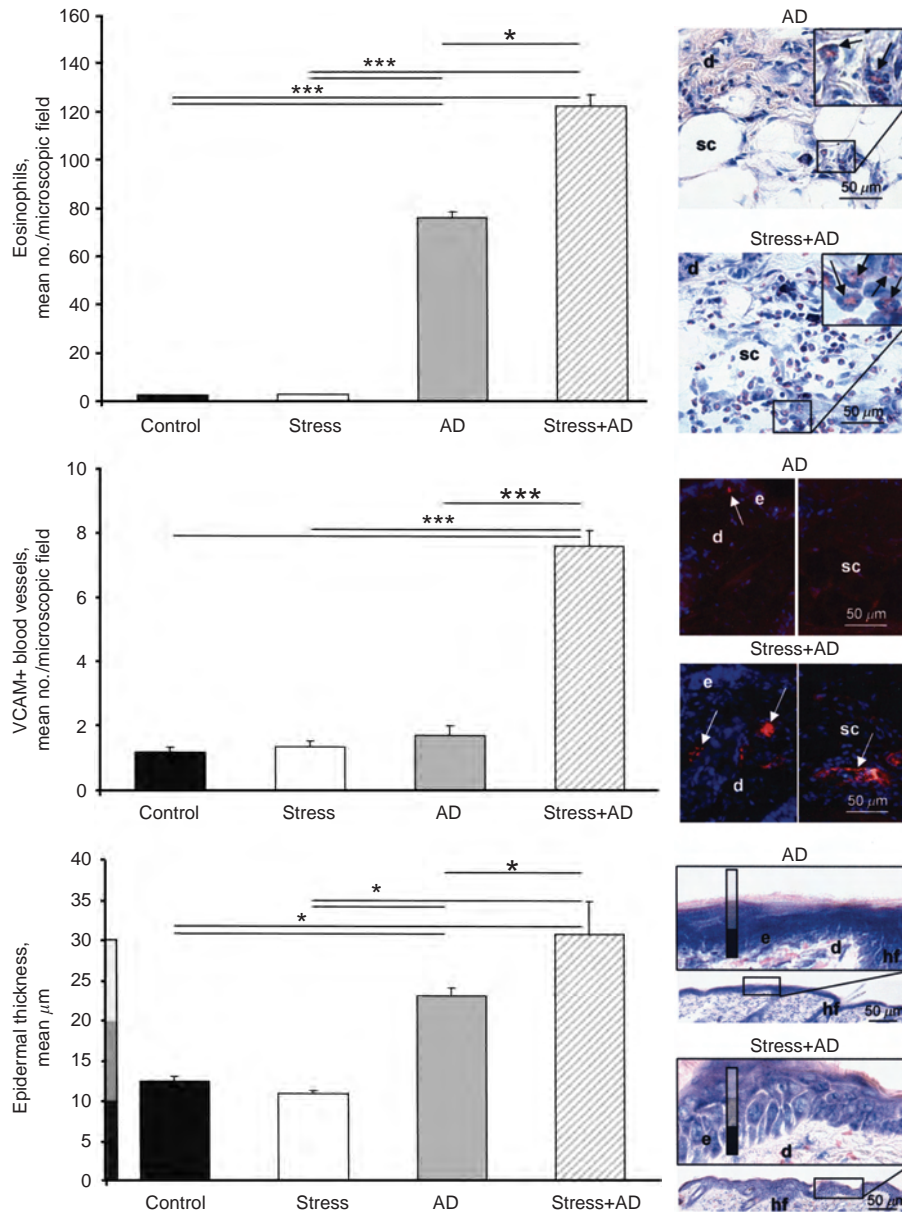 Eosinophils,
mean no./microscopic field
160
140
120
100
80
60
40
20
0
*
***
***
Control
Stress
AD
Stress+AD
AD
d
sc
50 μm
Stress+AD
d
sc
50 μm
VCAM+ blood vessels,
mean no./microscopic field
10
8
6
4
2
0
***
***
Control
Stress
AD
Stress+AD
AD
e
d
sc
50 μm
Stress+AD
e
d
sc
50 μm
Epidermal thickness,
mean μm
40
35
30
25
20
15
10
5
0
*
*
*
Control
Stress
AD
Stress+AD
AD
e
d
hf
hf
50 μm
Stress+AD
e
d
hf
50 μm